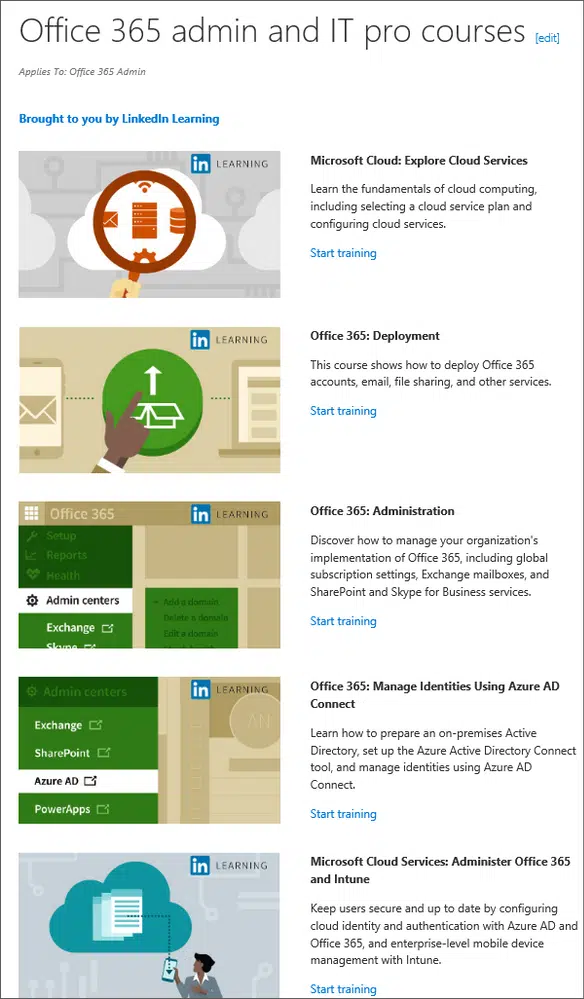 Office 365 admin and IT pro courses [edit]
Applies To: Office 365 Admin
Brought to you by LinkedIn Learning
in LEARNING
Microsoft Cloud: Explore Cloud Services
Learn the fundamentals of cloud computing,
including selecting a cloud service plan and
configuring cloud services.
Start training
in LEARNING
Office 365: Deployment
This course shows how to deploy Office 365
accounts, email, file sharing, and other services.
Start training
Office 365
in LEARNING
Setup
Reports
Health
Admin centers
Exchange
Skype
Add a domain
Delete a domain
Edit a domain
Office 365: Administration
Discover how to manage your organization's
implementation of Office 365, including global
subscription settings, Exchange mailboxes, and
SharePoint and Skype for Business services.
Start training
Admin centers
in LEARNING
Exchange
SharePoint
Azure AD
PowerApps
AN
Office 365: Manage Identities Using Azure AD
Connect
Learn how to prepare an on-premises Active
Directory, set up the Azure Active Directory Connect
tool, and manage identities using Azure AD
Connect.
Start training
in LEARNING
Microsoft Cloud Services: Administer Office 365
and Intune
Keep users secure and up to date by configuring
cloud identity and authentication with Azure AD and
Office 365, and enterprise-level mobile device
management with Intune.
Start training